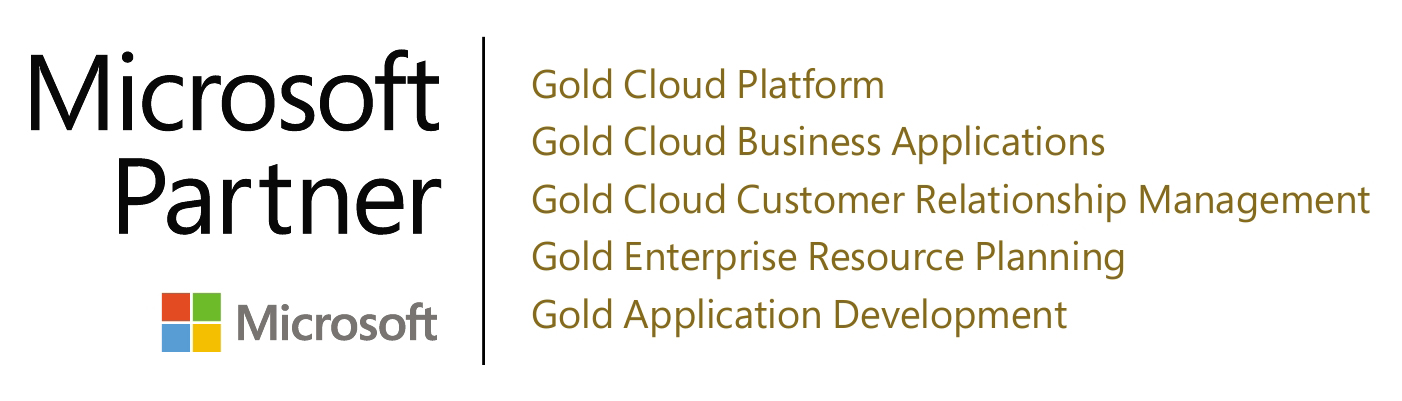 Microsoft
Partner
Microsoft
Gold Cloud Platform
Gold Cloud Business Applications
Gold Cloud Customer Relationship Management
Gold Enterprise Resource Planning
Gold Application Development